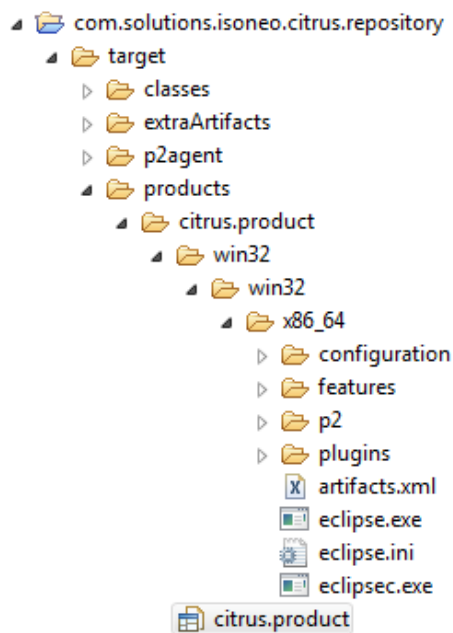 com.solutions.isoneo.citrus.repository
target
classes
extraArtifacts
p2agent
products
citrus.product
win32
win32
x86_64
configuration
features
p2
plugins
artifacts.xml
eclipse.exe
eclipse.ini
eclipsec.exe
citrus.product